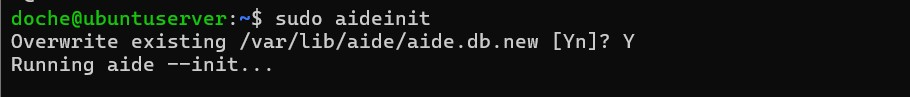 doche@ubuntuserver:~$ sudo aideinit
Overwrite existing /var/lib/aide/aide.db.new [Yn]? Y
Running aide --init...